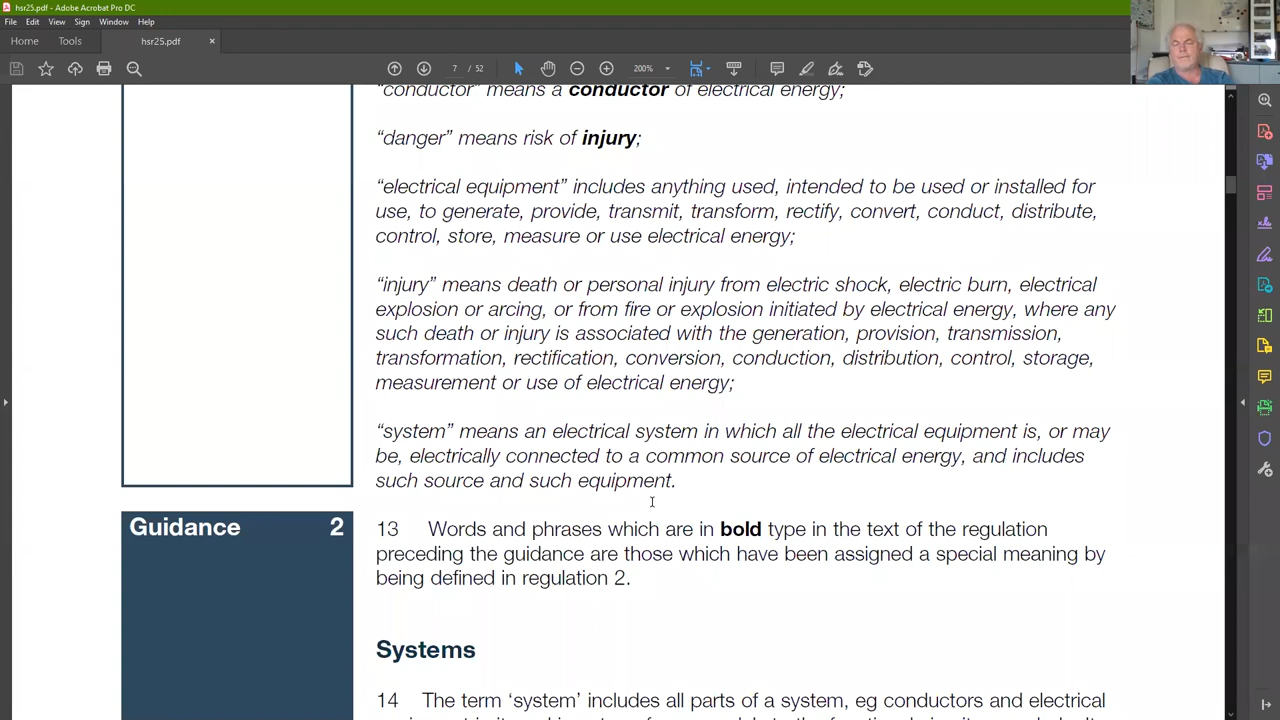 hsr25.pdf - Adobe Acrobat Pro DC
File Edit View Sign Window Help
Home Tools hsr25.pdf ×
7 / 52 200%
“conductor” means a conductor of electrical energy;
“danger” means risk of injury;
“electrical equipment” includes anything used, intended to be used or installed for
use, to generate, provide, transmit, transform, rectify, convert, conduct, distribute,
control, store, measure or use electrical energy;
“injury” means death or personal injury from electric shock, electric burn, electrical
explosion or arcing, or from fire or explosion initiated by electrical energy, where any
such death or injury is associated with the generation, provision, transmission,
transformation, rectification, conversion, conduction, distribution, control, storage,
measurement or use of electrical energy;
“system” means an electrical system in which all the electrical equipment is, or may
be, electrically connected to a common source of electrical energy, and includes
such source and such equipment.
Guidance 2
13 Words and phrases which are in bold type in the text of the regulation
preceding the guidance are those which have been assigned a special meaning by
being defined in regulation 2.
Systems
14 The term ‘system’ includes all parts of a system, eg conductors and electrical